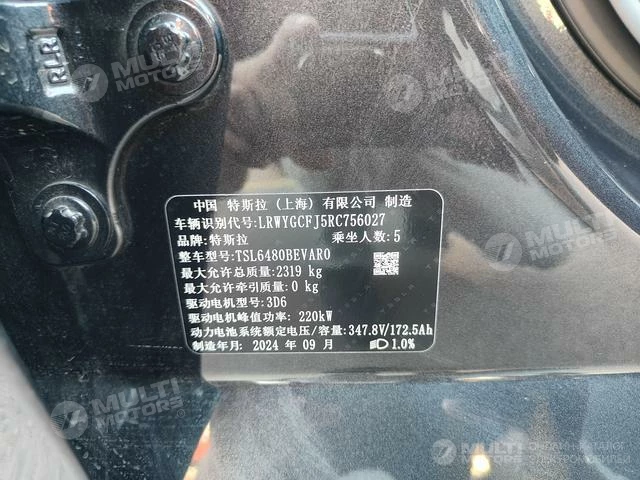 RLR
MULTI MOTORS®
MULTI MOTORS®
中国 特斯拉（上海）有限公司 制造
车辆识别代号:LRWYGCFJ5RC756027
品牌:特斯拉 乘坐人数:5
整车型号:TSL6480BEVAR0
最大允许总质量:2319 kg
最大允许牵引质量:0 kg
驱动电机型号:3D6
驱动电机峰值功率: 220kW
动力电池系统额定电压/容量:347.8V/172.5Ah
制造年月:2024 年 09 月 1.0%
MULTI MOTORS®
MULTI MOTORS
ОНЛАЙН-КАТАЛОГ
ЭЛЕКТРОМОБИЛЕЙ